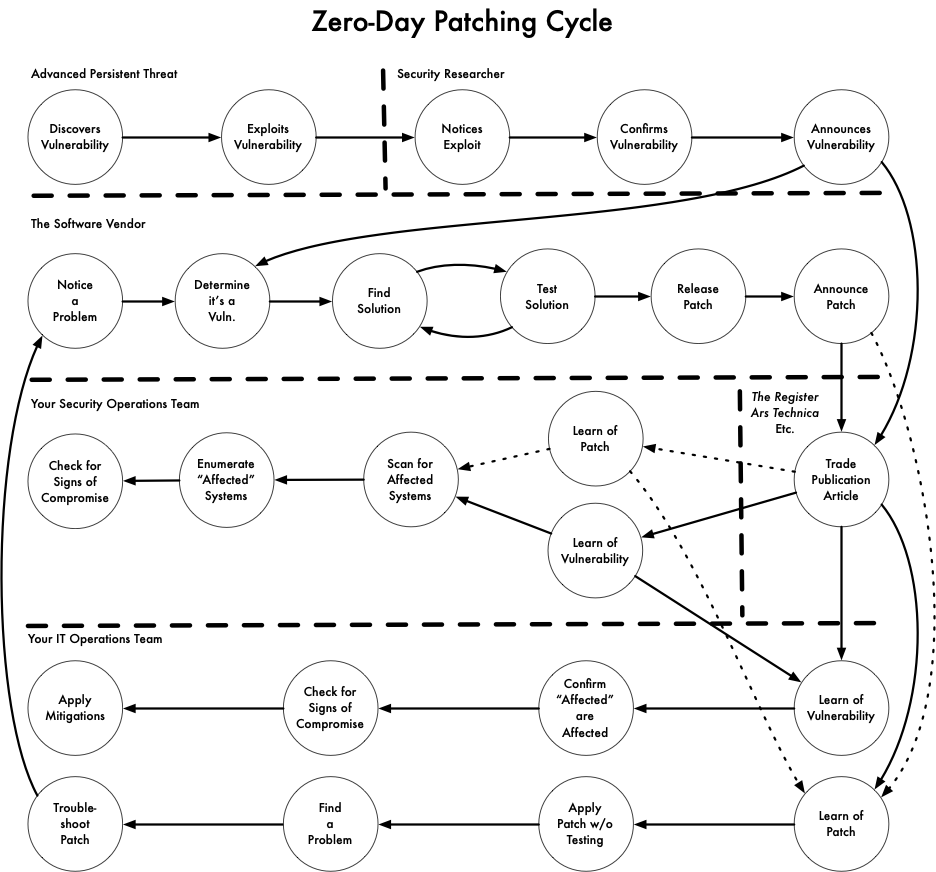 Zero-Day Patching Cycle
Advanced Persistent Threat
Security Researcher
Discovers
Vulnerability
Exploits
Vulnerability
Notices
Exploit
Confirms
Vulnerability
Announces
Vulnerability
The Software Vendor
Notice
a
Problem
Determine
it's a
Vuln.
Find
Solution
Test
Solution
Release
Patch
Announce
Patch
Your Security Operations Team
The Register
Ars Technica
Etc.
Check for
Signs of
Compromise
Enumerate
“Affected”
Systems
Scan for
Affected
Systems
Learn of
Patch
Learn of
Vulnerability
Trade
Publication
Article
Your IT Operations Team
Apply
Mitigations
Check for
Signs of
Compromise
Confirm
“Affected”
are
Affected
Learn of
Vulnerability
Trouble-
shoot
Patch
Find
a
Problem
Apply
Patch w/o
Testing
Learn of
Patch